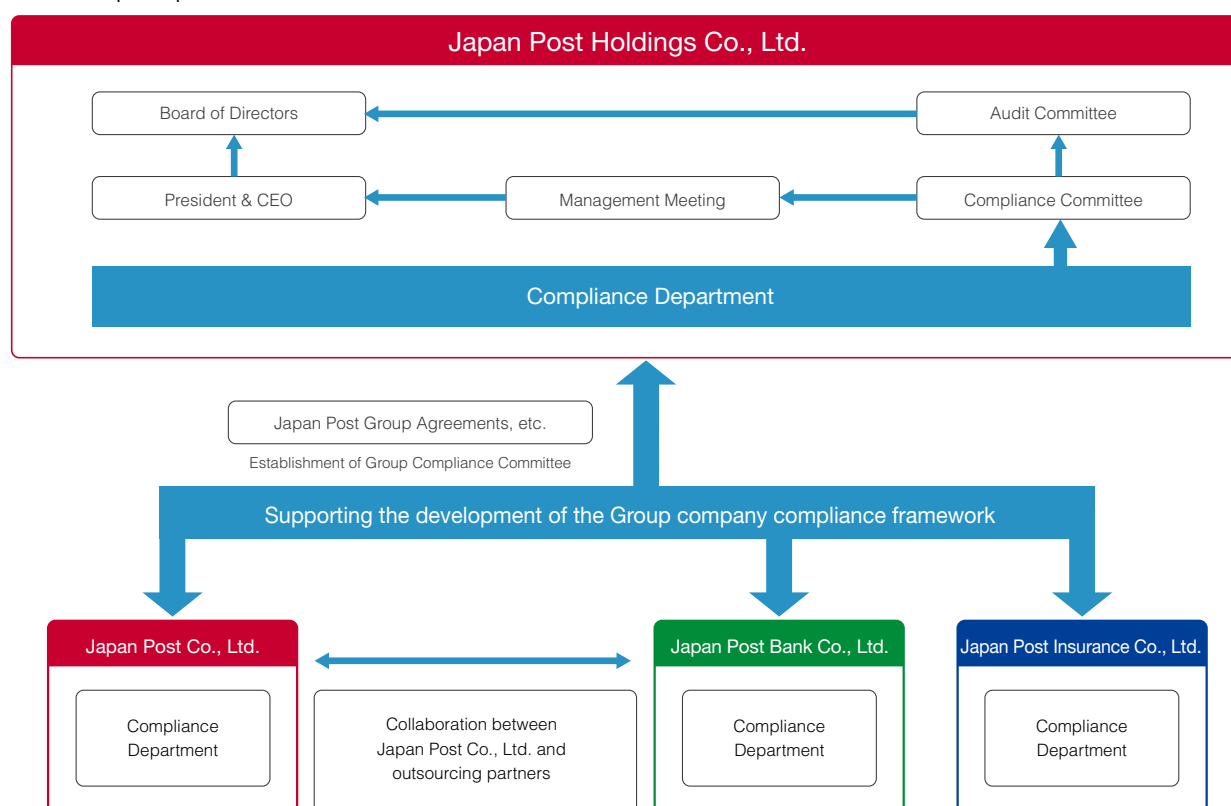 Japan Post Holdings Co., Ltd.
Board of Directors
Audit Committee
President & CEO
Management Meeting
Compliance Committee
Compliance Department
Japan Post Group Agreements, etc.
Establishment of Group Compliance Committee
Supporting the development of the Group company compliance framework
Japan Post Co., Ltd.
Japan Post Bank Co., Ltd.
Japan Post Insurance Co., Ltd.
Compliance
Department
Collaboration between
Japan Post Co., Ltd. and
outsourcing partners
Compliance
Department
Compliance
Department